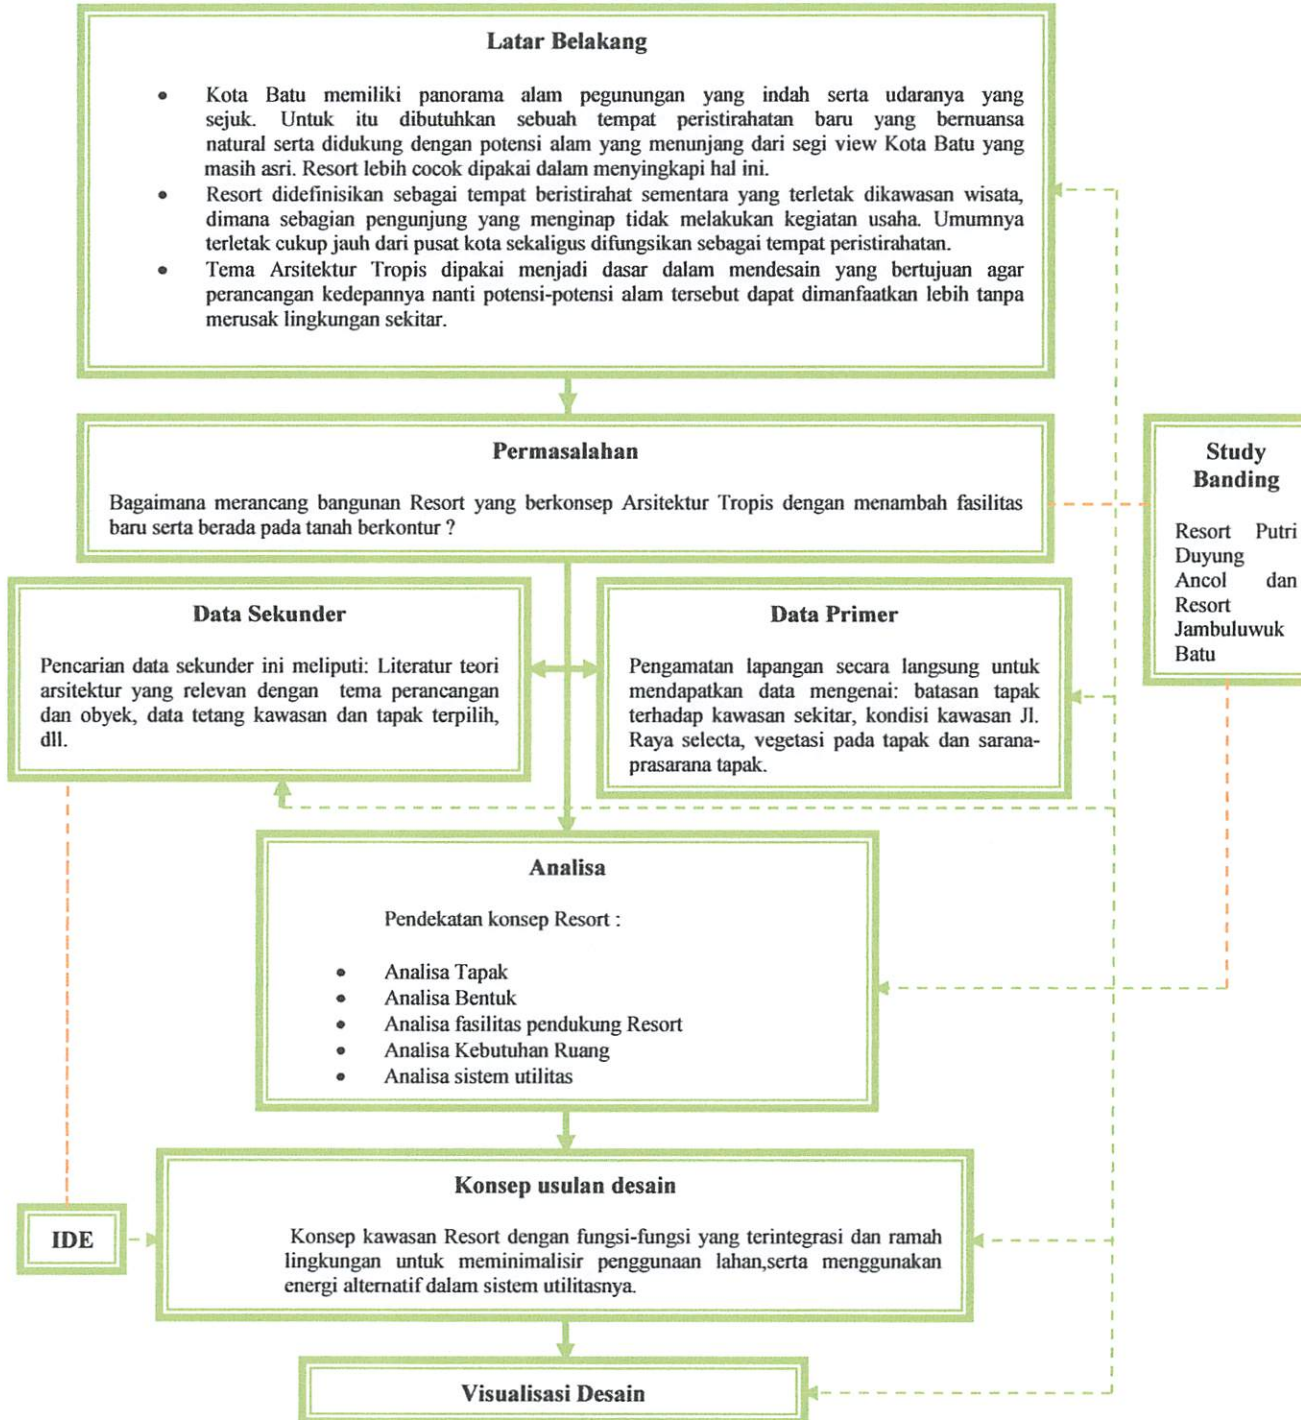 Latar Belakang
• Kota Batu memiliki panorama alam pegunungan yang indah serta udaranya yang
sejuk. Untuk itu dibutuhkan sebuah tempat peristirahatan baru yang bernuansa
natural serta didukung dengan potensi alam yang menunjang dari segi view Kota Batu yang
masih asri. Resort lebih cocok dipakai dalam menyingkapi hal ini.
• Resort didefinisikan sebagai tempat beristirahat sementara yang terletak dikawasan wisata,
dimana sebagian pengunjung yang menginap tidak melakukan kegiatan usaha. Umumnya
terletak cukup jauh dari pusat kota sekaligus difungsikan sebagai tempat peristirahatan.
• Tema Arsitektur Tropis dipakai menjadi dasar dalam mendesain yang bertujuan agar
perancangan kedepannya nanti potensi-potensi alam tersebut dapat dimanfaatkan lebih tanpa
merusak lingkungan sekitar.
Permasalahan
Bagaimana merancang bangunan Resort yang berkonsep Arsitektur Tropis dengan menambah fasilitas
baru serta berada pada tanah berkontur ?
Study
Banding
Resort Putri
Duyung
Ancol dan
Resort
Jambuluwuk
Batu
Data Sekunder
Pencarian data sekunder ini meliputi: Literatur teori
arsitektur yang relevan dengan tema perancangan
dan obyek, data tetang kawasan dan tapak terpilih,
dll.
Data Primer
Pengamatan lapangan secara langsung untuk
mendapatkan data mengenai: batasan tapak
terhadap kawasan sekitar, kondisi kawasan Jl.
Raya selecta, vegetasi pada tapak dan sarana-
prasarana tapak.
Analisa
Pendekatan konsep Resort :
• Analisa Tapak
• Analisa Bentuk
• Analisa fasilitas pendukung Resort
• Analisa Kebutuhan Ruang
• Analisa sistem utilitas
IDE
Konsep usulan desain
Konsep kawasan Resort dengan fungsi-fungsi yang terintegrasi dan ramah
lingkungan untuk meminimalisir penggunaan lahan,serta menggunakan
energi alternatif dalam sistem utilitasnya.
Visualisasi Desain